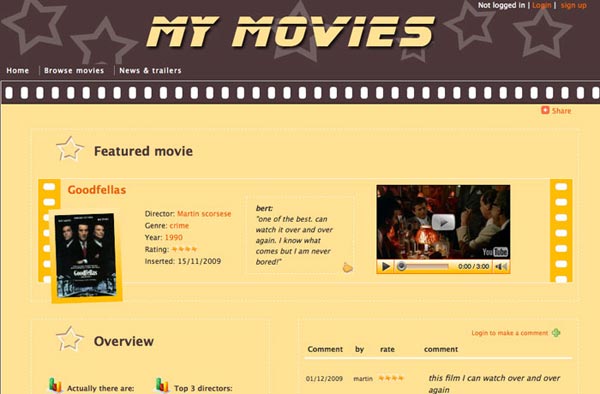 Not logged in | Login | sign up
MY MOVIES
Home Browse movies News & trailers
Share
Featured movie
Goodfellas
Director: Martin scorsese
Genre: crime
Year: 1990
Rating:
Inserted: 15/11/2009
bert:
"one of the best. can
watch it over and over
again. I know what
comes but I am never
bored!"
Goodfellas
YouTube
0:00 / 3:00
Overview
Actually there are: Top 3 directors:
Login to make a comment
Comment by rate comment
01/12/2009 martin this film I can watch over and over
again